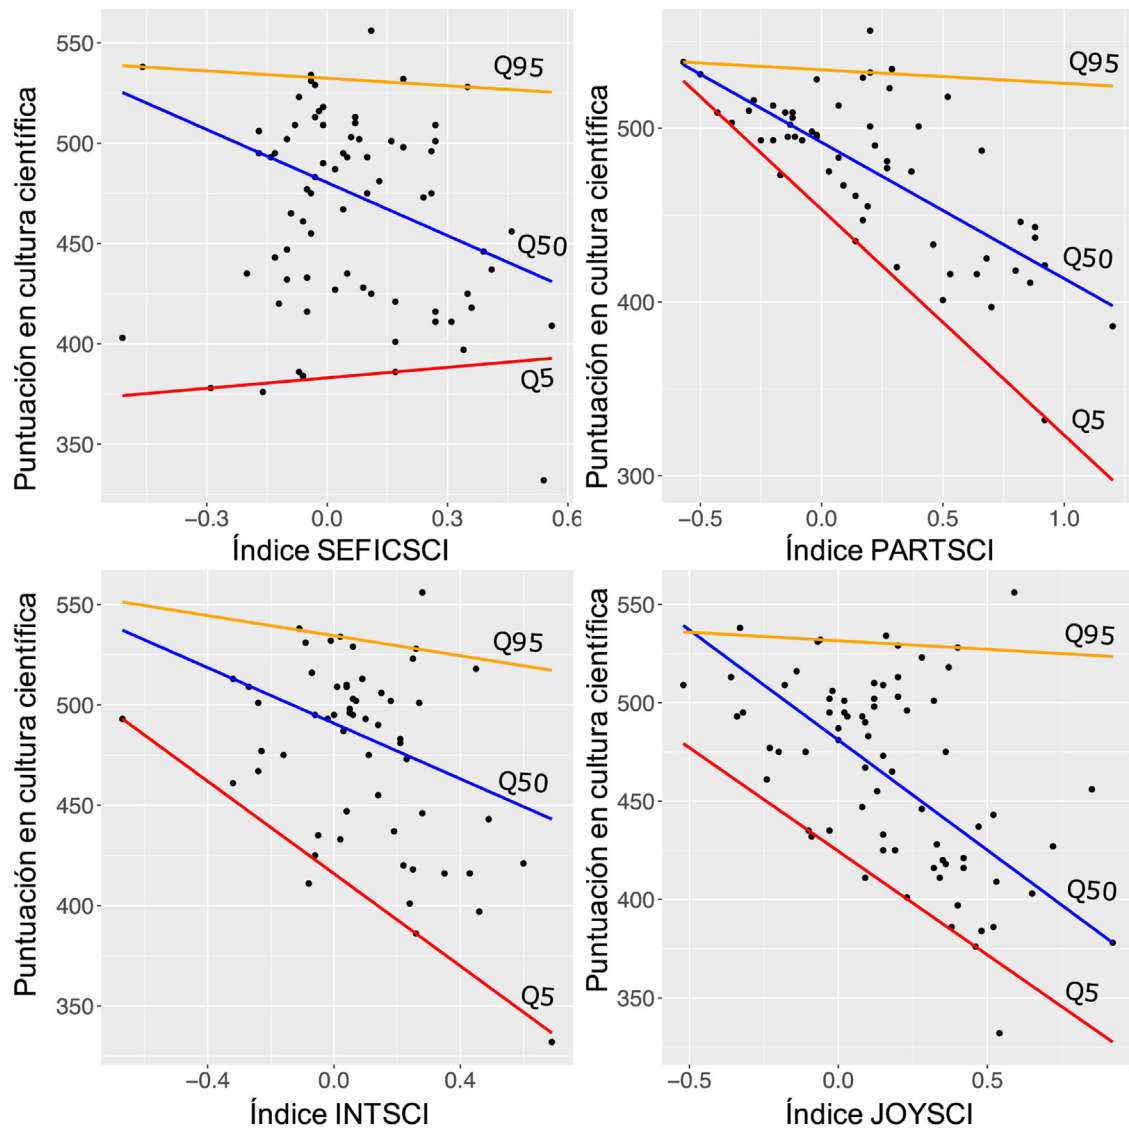 Puntuación en cultura científica
550
500
450
400
350
Q95
Q50
Q5
−0.3
0.0
0.3
0.6
Índice SEFICSCI
Puntuación en cultura científica
500
400
300
Q95
Q50
Q5
−0.5
0.0
0.5
1.0
Índice PARTSCI
Puntuación en cultura científica
550
500
450
400
350
Q95
Q50
Q5
−0.4
0.0
0.4
Índice INTSCI
Puntuación en cultura científica
550
500
450
400
350
Q95
Q50
Q5
−0.5
0.0
0.5
Índice JOYSCI